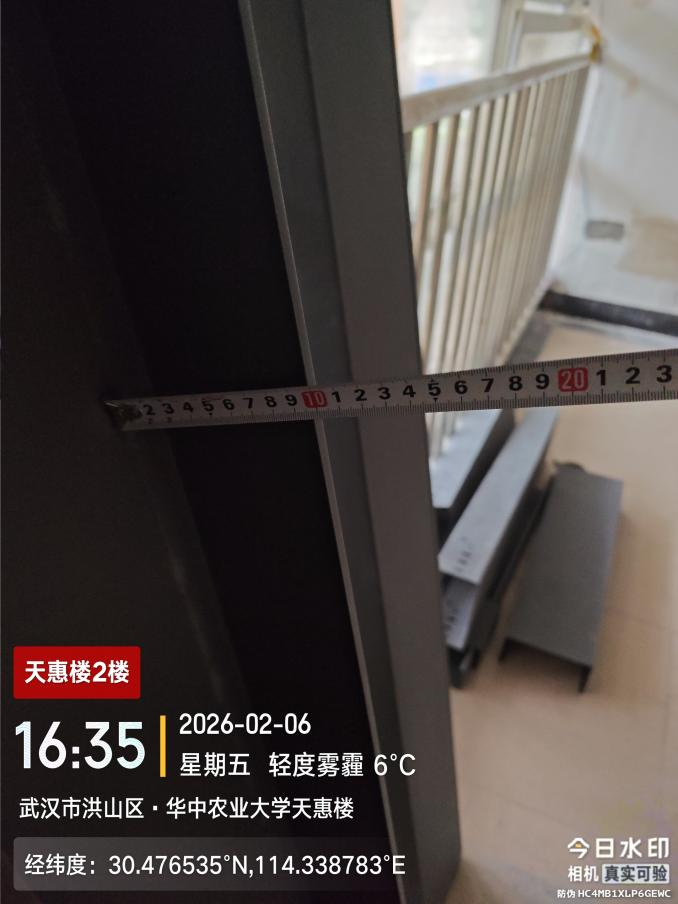 2 3 4 5 6 7 8 9 10 1 2 3 4 5 6 7 8 9 20 1 2 3
天惠楼2楼
16:35
2026-02-06
星期五 轻度雾霾 6°C
武汉市洪山区·华中农业大学天惠楼
经纬度: 30.476535°N,114.338783°E
今日水印
相机 真实可验
防伪 HC4MB1XLP6GEWC